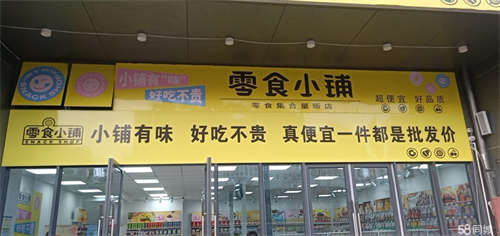 小铺有"味"
好吃不贵
零食小铺
零食集合量贩店
超便宜 好品质
零食小铺
SNACK SHOP
小铺有味 好吃不贵 真便宜一件都是批发价
58同城